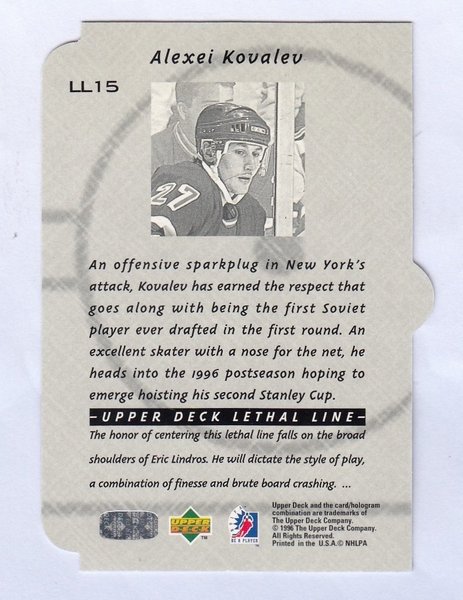 Alexei Kovalev
LL15
27
An offensive sparkplug in New York's
attack, Kovalev has earned the respect that
goes along with being the first Soviet
player ever drafted in the first round. An
excellent skater with a nose for the net, he
heads into the 1996 postseason hoping to
emerge hoisting his second Stanley Cup.
-UPPER DECK LETHAL LINE-
The honor of centering this lethal line falls on the broad
shoulders of Eric Lindros. He will dictate the style of play,
a combination of finesse and brute board crashing. ...
UPPER
DECK
TM
BE A PLAYER
TM
Upper Deck and the card/hologram
combination are trademarks of
The Upper Deck Company.
© 1996 The Upper Deck Company.
All Rights Reserved.
Printed in the U.S.A. © NHLPA